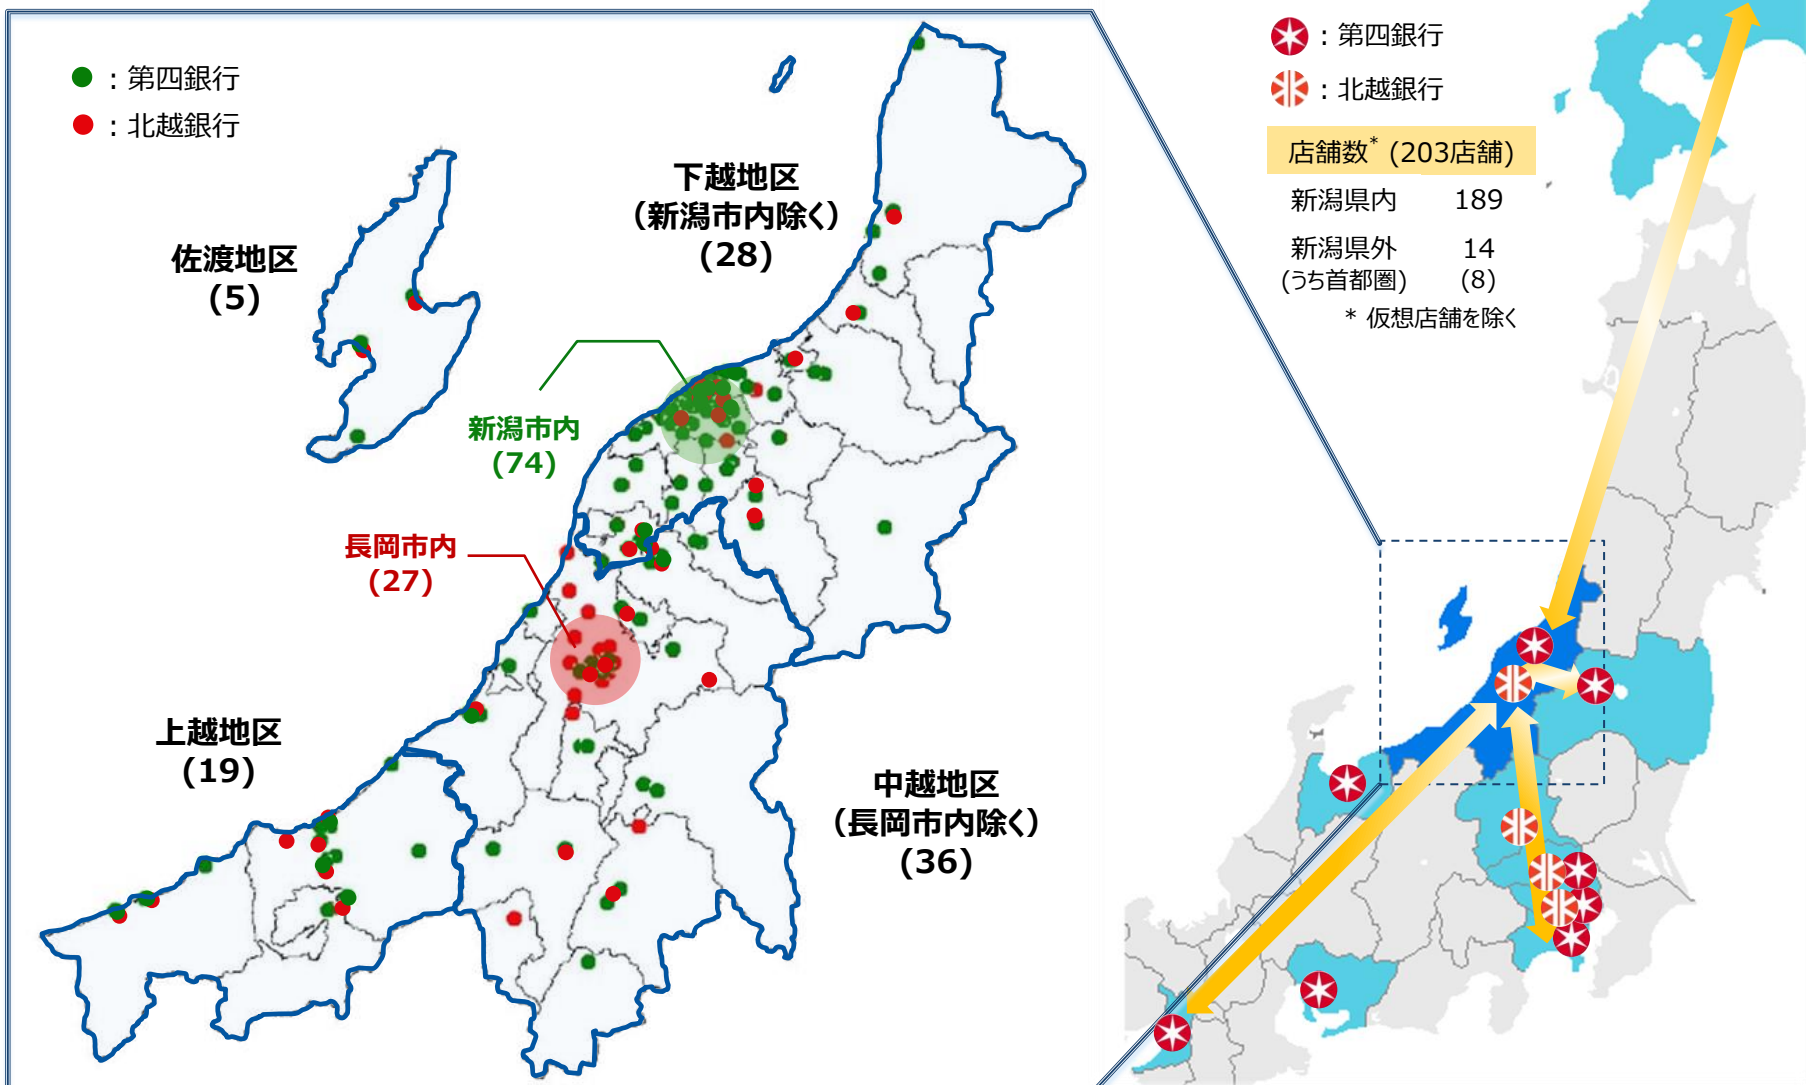 ：第四銀行
：北越銀行
佐渡地区
(5)
下越地区
（新潟市内除く）
(28)
新潟市内
(74)
長岡市内
(27)
上越地区
(19)
中越地区
（長岡市内除く）
(36)
：第四銀行
：北越銀行
店舗数* (203店舗)
新潟県内 189
新潟県外 14
(うち首都圏) (8)
* 仮想店舗を除く